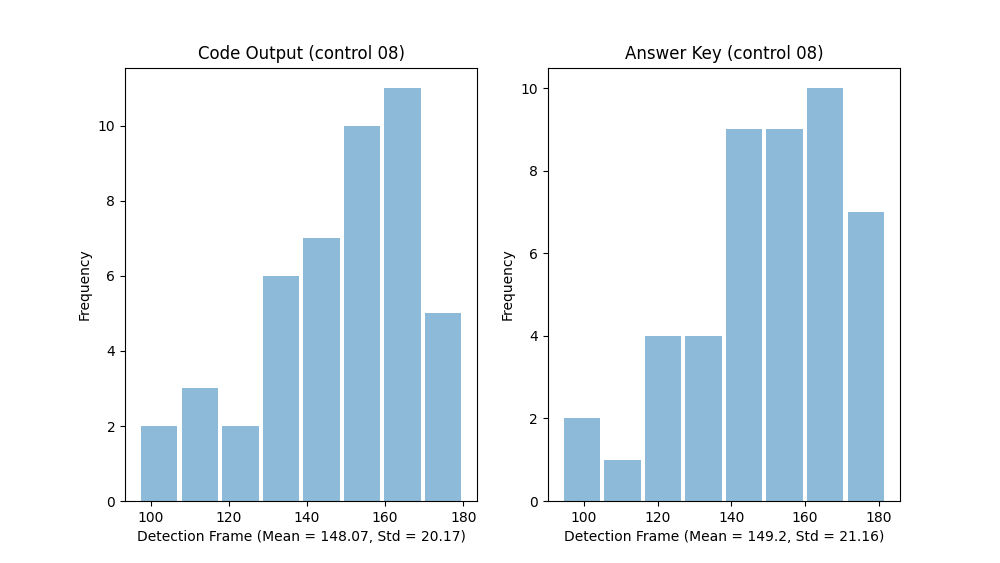 Code Output (control 08)
Frequency
10
8
6
4
2
0
100 120 140 160 180
Detection Frame (Mean = 148.07, Std = 20.17)
Answer Key (control 08)
Frequency
10
8
6
4
2
0
100 120 140 160 180
Detection Frame (Mean = 149.2, Std = 21.16)